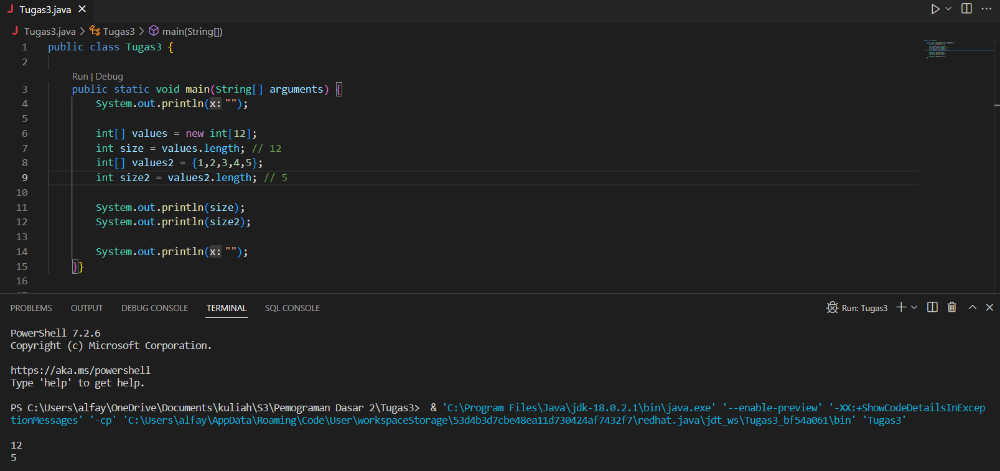 Tugas3.java
Tugas3.java > Tugas3 > main(String[])
1 public class Tugas3 {
2
Run | Debug
3 public static void main(String[] arguments) {
4 System.out.println(x: "");
5
6 int[] values = new int[12];
7 int size = values.length; // 12
8 int[] values2 = {1,2,3,4,5};
9 int size2 = values2.length; // 5
10
11 System.out.println(size);
12 System.out.println(size2);
13
14 System.out.println(x: "");
15 }}
16
PROBLEMS OUTPUT DEBUG CONSOLE TERMINAL SQL CONSOLE Run: Tugas3
PowerShell 7.2.6
Copyright (c) Microsoft Corporation.
https://aka.ms/powershell
Type 'help' to get help.
PS C:\Users\alfay\OneDrive\Documents\kuliah\S3\Pemograman Dasar 2\Tugas3> & 'C:\Program Files\Java\jdk-18.0.2.1\bin\java.exe' '--enable-preview' '-XX:+ShowCodeDetailsInExcep
tionMessages' '-cp' 'C:\Users\alfay\AppData\Roaming\Code\User\workspaceStorage\53d4b3d7cbe48ea11d730424af7432f7\redhat.java\jdt_ws\Tugas3_bf54a061\bin' 'Tugas3'
12
5